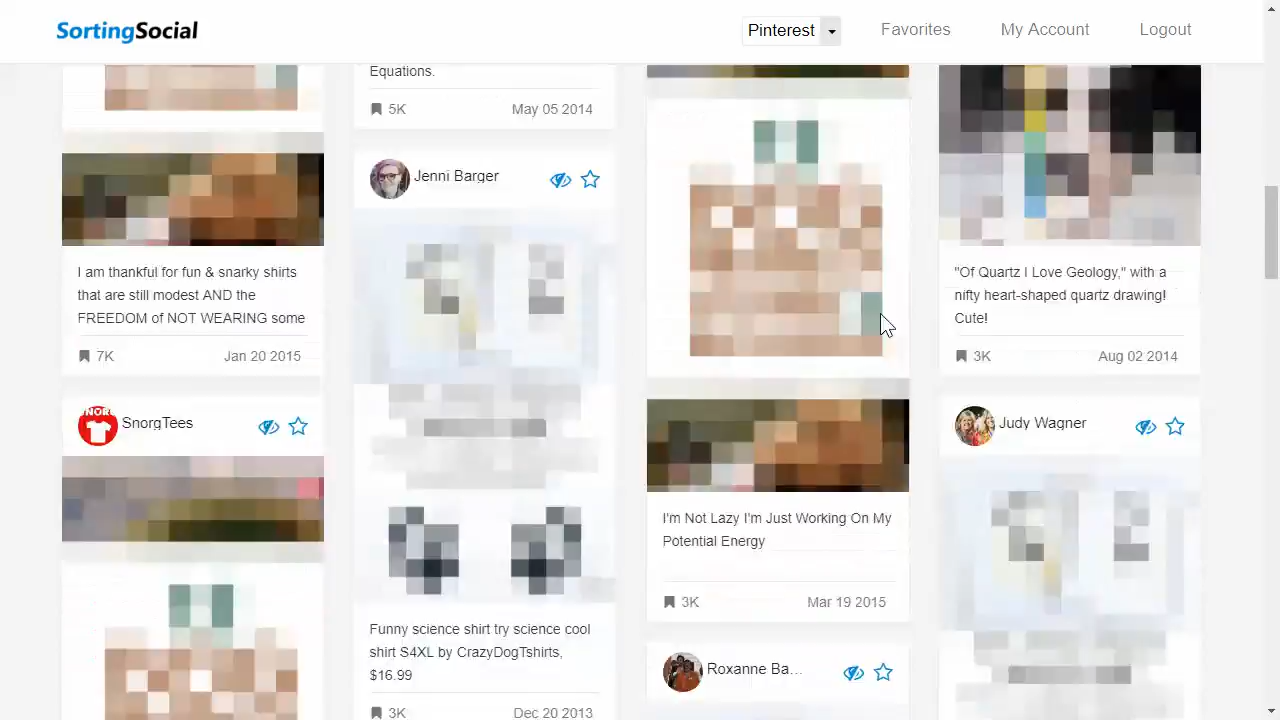 SortingSocial
Pinterest
Favorites
My Account
Logout
Equations.
5K
May 05 2014
I am thankful for fun & snarky shirts
that are still modest AND the
FREEDOM of NOT WEARING some
7K
Jan 20 2015
SNORG
SnorgTees
Jenni Barger
Funny science shirt try science cool
shirt S4XL by CrazyDogTshirts,
$16.99
3K
Dec 20 2013
I'm Not Lazy I'm Just Working On My
Potential Energy
3K
Mar 19 2015
Roxanne Ba...
"Of Quartz I Love Geology," with a
nifty heart-shaped quartz drawing!
Cute!
3K
Aug 02 2014
Judy Wagner